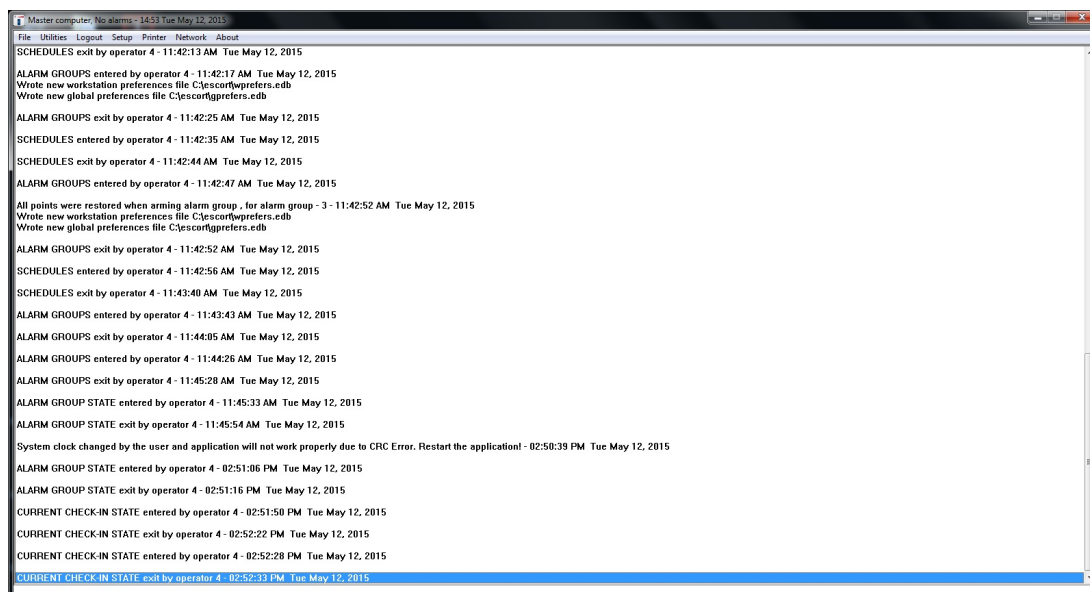 Master computer, No alarms - 14:53 Tue May 12, 2015
File Utilities Logout Setup Printer Network About
SCHEDULES exit by operator 4 - 11:42:13 AM Tue May 12, 2015
ALARM GROUPS entered by operator 4 - 11:42:17 AM Tue May 12, 2015
Wrote new workstation preferences file C:\escort\wprefers.edb
Wrote new global preferences file C:\escort\gprefers.edb
ALARM GROUPS exit by operator 4 - 11:42:25 AM Tue May 12, 2015
SCHEDULES entered by operator 4 - 11:42:35 AM Tue May 12, 2015
SCHEDULES exit by operator 4 - 11:42:44 AM Tue May 12, 2015
ALARM GROUPS entered by operator 4 - 11:42:47 AM Tue May 12, 2015
All points were restored when arming alarm group , for alarm group - 3 - 11:42:52 AM Tue May 12, 2015
Wrote new workstation preferences file C:\escort\wprefers.edb
Wrote new global preferences file C:\escort\gprefers.edb
ALARM GROUPS exit by operator 4 - 11:42:52 AM Tue May 12, 2015
SCHEDULES entered by operator 4 - 11:42:56 AM Tue May 12, 2015
SCHEDULES exit by operator 4 - 11:43:40 AM Tue May 12, 2015
ALARM GROUPS entered by operator 4 - 11:43:43 AM Tue May 12, 2015
ALARM GROUPS exit by operator 4 - 11:44:05 AM Tue May 12, 2015
ALARM GROUPS entered by operator 4 - 11:44:26 AM Tue May 12, 2015
ALARM GROUPS exit by operator 4 - 11:45:28 AM Tue May 12, 2015
ALARM GROUP STATE entered by operator 4 - 11:45:33 AM Tue May 12, 2015
ALARM GROUP STATE exit by operator 4 - 11:45:54 AM Tue May 12, 2015
System clock changed by the user and application will not work properly due to CRC Error. Restart the application! - 02:50:39 PM Tue May 12, 2015
ALARM GROUP STATE entered by operator 4 - 02:51:06 PM Tue May 12, 2015
ALARM GROUP STATE exit by operator 4 - 02:51:16 PM Tue May 12, 2015
CURRENT CHECK-IN STATE entered by operator 4 - 02:51:50 PM Tue May 12, 2015
CURRENT CHECK-IN STATE exit by operator 4 - 02:52:22 PM Tue May 12, 2015
CURRENT CHECK-IN STATE entered by operator 4 - 02:52:28 PM Tue May 12, 2015
CURRENT CHECK-IN STATE exit by operator 4 - 02:52:33 PM Tue May 12, 2015